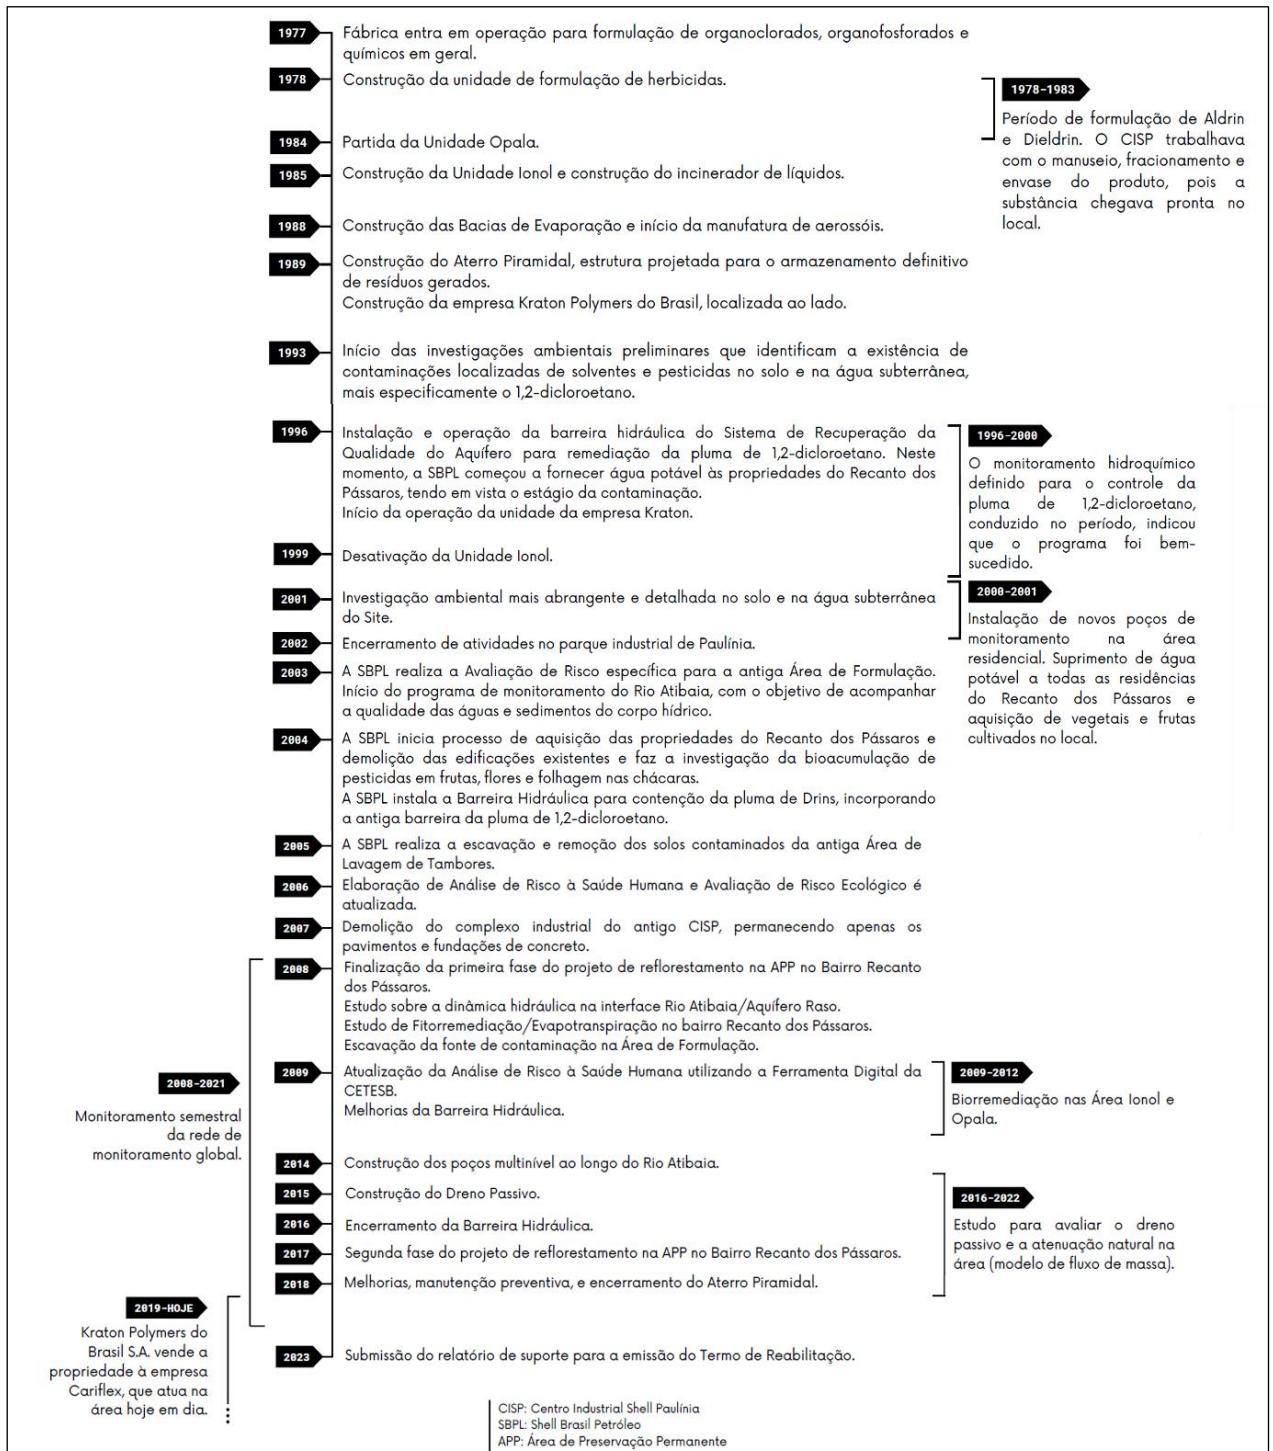 1977
Fábrica entra em operação para formulação de organoclorados, organofosforados e
químicos em geral.
1978
Construção da unidade de formulação de herbicidas.
1978-1983
Período de formulação de Aldrin
e Dieldrin. O CISP trabalhava
com o manuseio, fracionamento e
envase do produto, pois a
substância chegava pronta no
local.
1984
Partida da Unidade Opala.
1985
Construção da Unidade Ionol e construção do incinerador de líquidos.
1988
Construção das Bacias de Evaporação e início da manufatura de aerossóis.
1989
Construção do Aterro Piramidal, estrutura projetada para o armazenamento definitivo
de resíduos gerados.
Construção da empresa Kraton Polymers do Brasil, localizada ao lado.
1993
Início das investigações ambientais preliminares que identificam a existência de
contaminações localizadas de solventes e pesticidas no solo e na água subterrânea,
mais especificamente o 1,2-dicloroetano.
1996
Instalação e operação da barreira hidráulica do Sistema de Recuperação da
Qualidade do Aquífero para remediação da pluma de 1,2-dicloroetano. Neste
momento, a SBPL começou a fornecer água potável às propriedades do Recanto dos
Pássaros, tendo em vista o estágio da contaminação.
Início da operação da unidade da empresa Kraton.
1996-2000
O monitoramento hidroquímico
definido para o controle da
pluma de 1,2-dicloroetano,
conduzido no período, indicou
que o programa foi bem-
sucedido.
1999
Desativação da Unidade Ionol.
2001
Investigação ambiental mais abrangente e detalhada no solo e na água subterrânea
do Site.
2000-2001
Instalação de novos poços de
monitoramento na área
residencial. Suprimento de água
potável a todas as residências
do Recanto dos Pássaros e
aquisição de vegetais e frutas
cultivados no local.
2002
Encerramento de atividades no parque industrial de Paulínia.
2003
A SBPL realiza a Avaliação de Risco específica para a antiga Área de Formulação.
Início do programa de monitoramento do Rio Atibaia, com o objetivo de acompanhar
a qualidade das águas e sedimentos do corpo hídrico.
2004
A SBPL inicia processo de aquisição das propriedades do Recanto dos Pássaros e
demolição das edificações existentes e faz a investigação da bioacumulação de
pesticidas em frutas, flores e folhagem nas chácaras.
A SBPL instala a Barreira Hidráulica para contenção da pluma de Drins, incorporando
a antiga barreira da pluma de 1,2-dicloroetano.
2005
A SBPL realiza a escavação e remoção dos solos contaminados da antiga Área de
Lavagem de Tambores.
2006
Elaboração de Análise de Risco à Saúde Humana e Avaliação de Risco Ecológico é
atualizada.
2007
Demolição do complexo industrial do antigo CISP, permanecendo apenas os
pavimentos e fundações de concreto.
2008
Finalização da primeira fase do projeto de reflorestamento na APP no Bairro Recanto
dos Pássaros.
Estudo sobre a dinâmica hidráulica na interface Rio Atibaia/Aquífero Raso.
Estudo de Fitorremediação/Evapotranspiração no bairro Recanto dos Pássaros.
Escavação da fonte de contaminação na Área de Formulação.
2008-2021
Monitoramento semestral
da rede de
monitoramento global.
2009
Atualização da Análise de Risco à Saúde Humana utilizando a Ferramenta Digital da
CETESB.
Melhorias da Barreira Hidráulica.
2009-2012
Biorremediação nas Área Ionol e
Opala.
2014
Construção dos poços multinível ao longo do Rio Atibaia.
2015
Construção do Dreno Passivo.
2016
Encerramento da Barreira Hidráulica.
2016-2022
Estudo para avaliar o dreno
passivo e a atenuação natural na
área (modelo de fluxo de massa).
2017
Segunda fase do projeto de reflorestamento na APP no Bairro Recanto dos Pássaros.
2018
Melhorias, manutenção preventiva, e encerramento do Aterro Piramidal.
2019-HOJE
Kraton Polymers do
Brasil S.A. vende a
propriedade à empresa
Cariflex, que atua na
área hoje em dia.
2023
Submissão do relatório de suporte para a emissão do Termo de Reabilitação.
CISP: Centro Industrial Shell Paulínia
SBPL: Shell Brasil Petróleo
APP: Área de Preservação Permanente